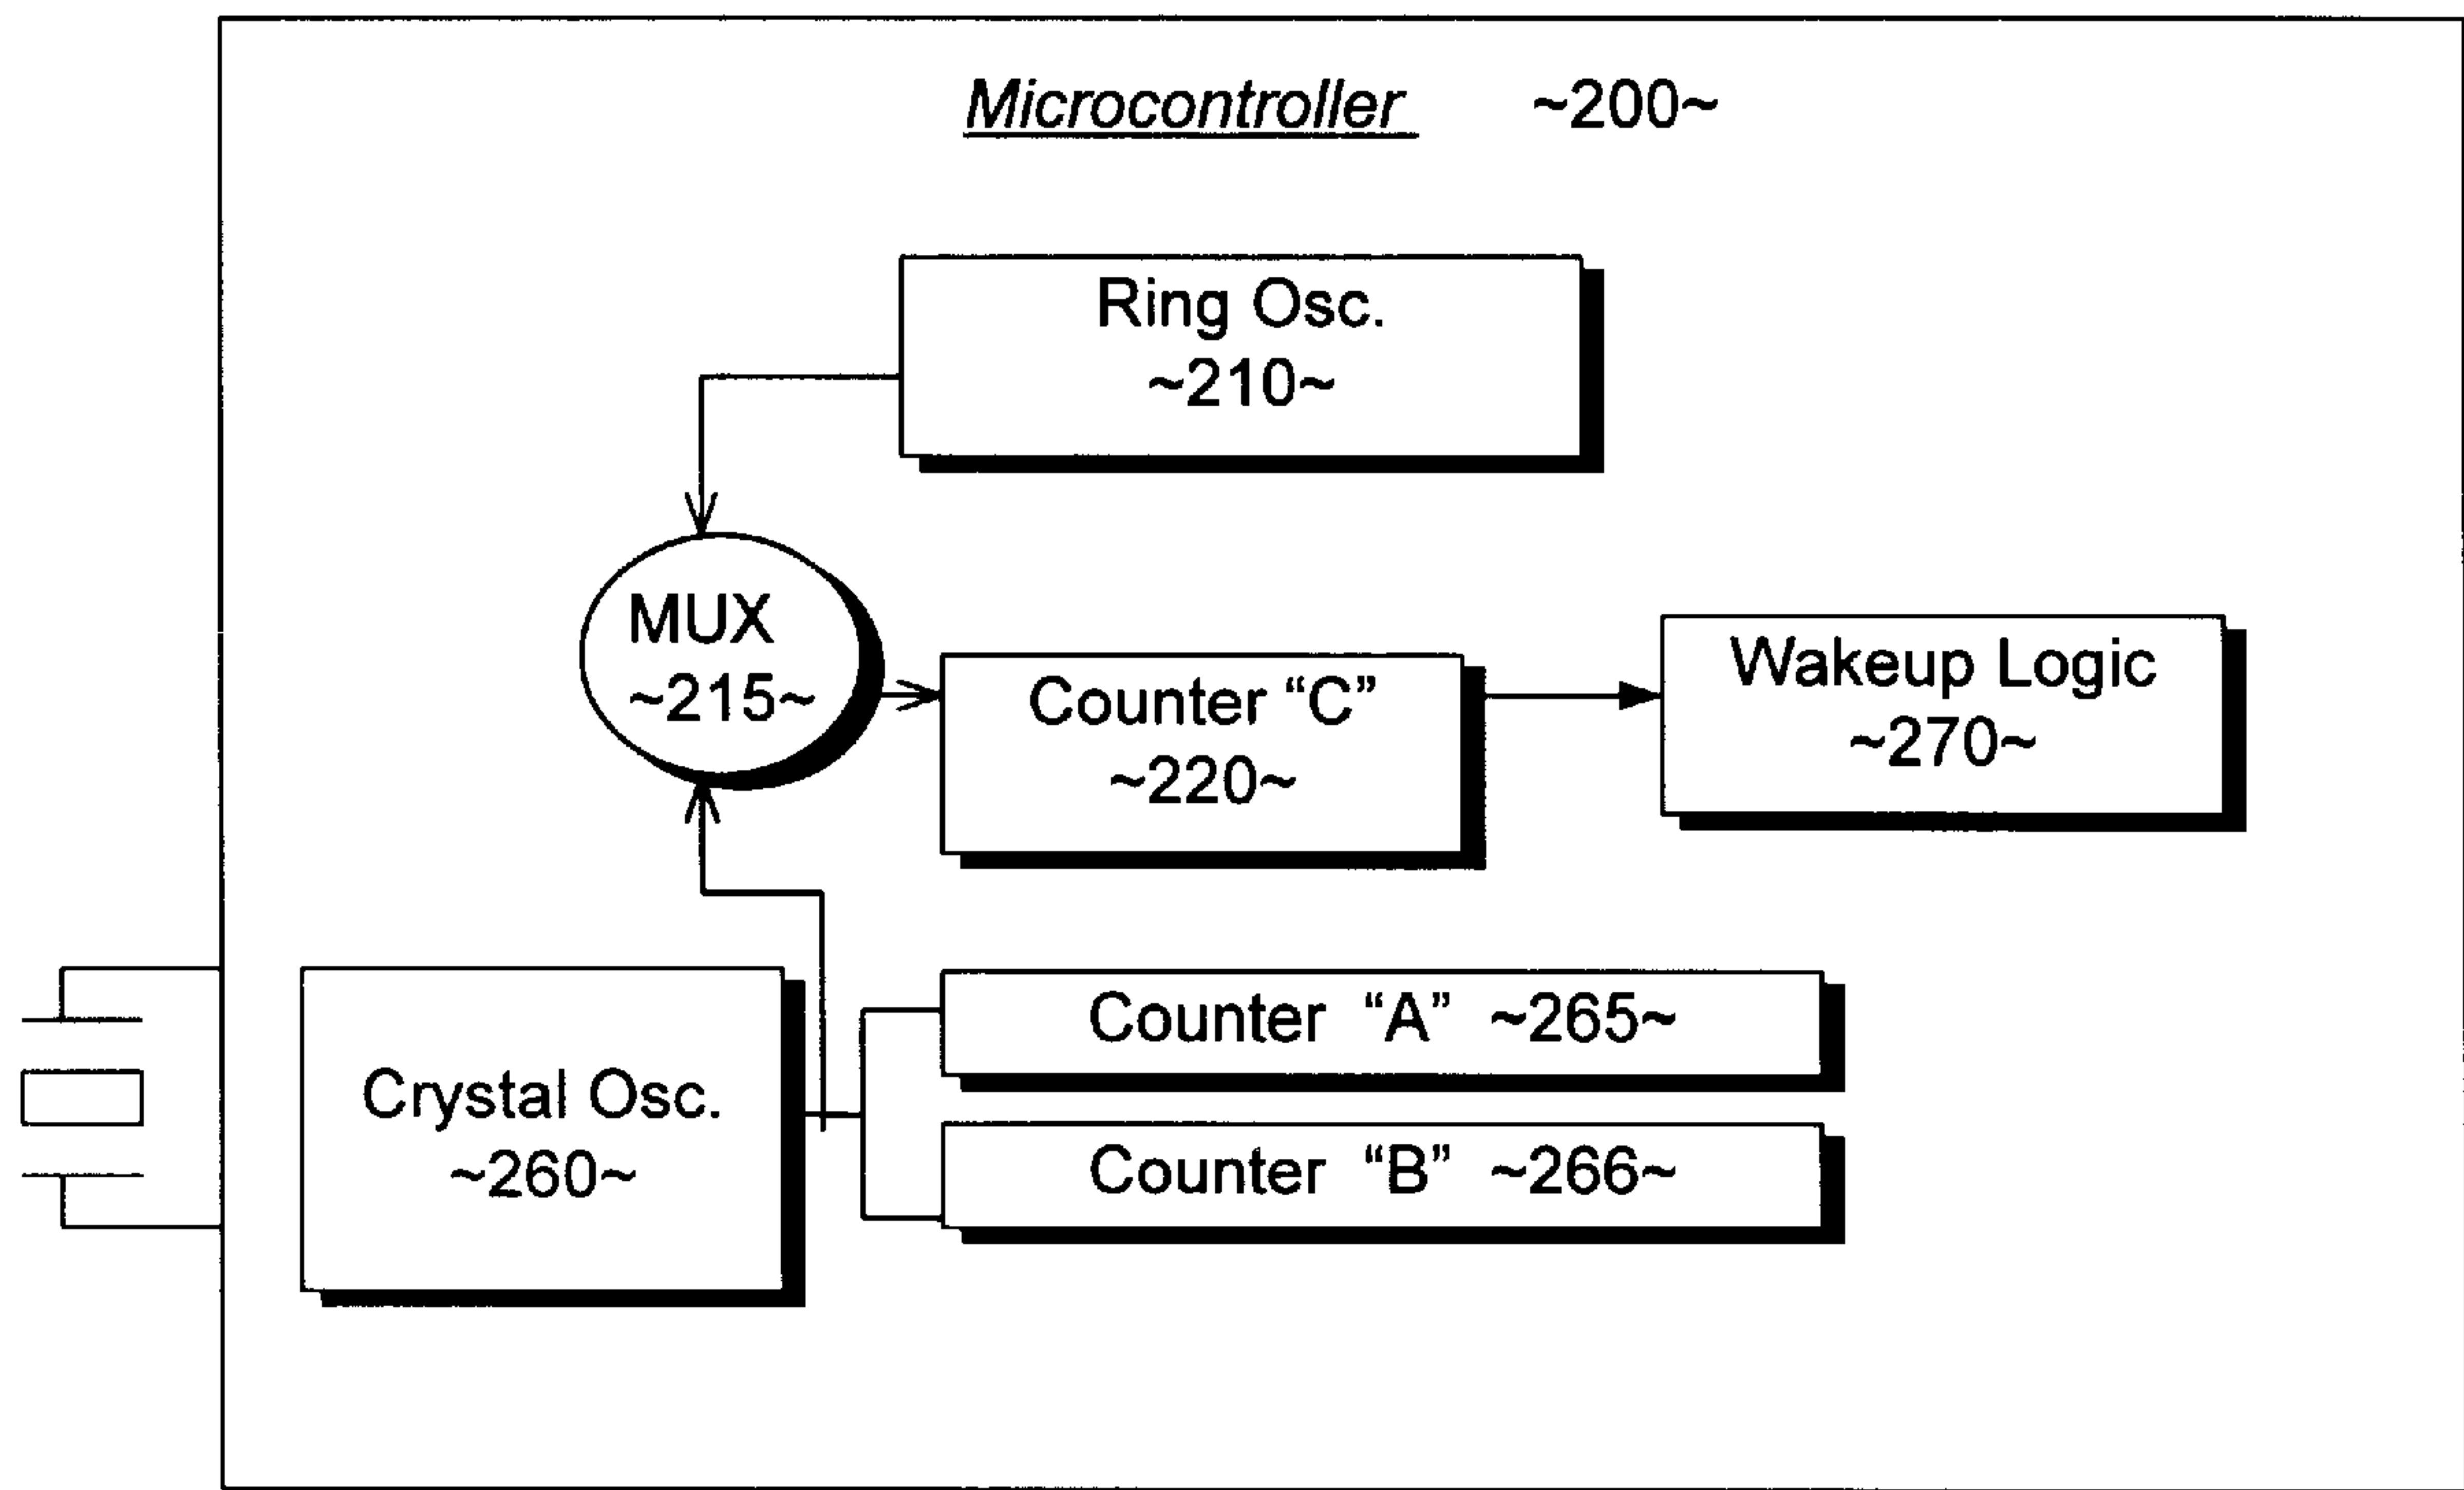 Microcontroller ~200~
Ring Osc.
~210~
MUX
~215~
Counter “C”
~220~
Wakeup Logic
~270~
Crystal Osc.
~260~
Counter “A” ~265~
Counter “B” ~266~